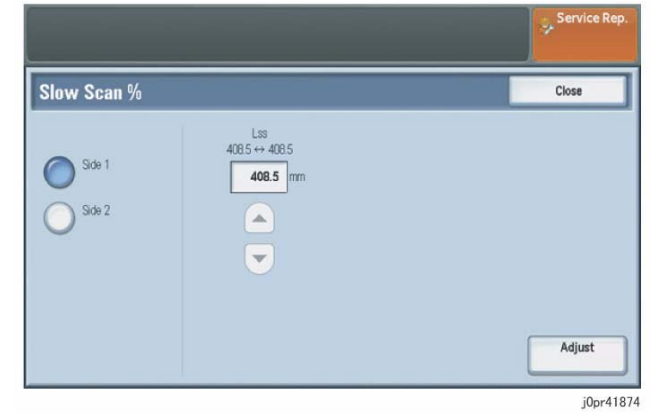 Service Rep.
Slow Scan %
Close
Lss
408.5 ↔ 408.5
Side 1
408.5 mm
Side 2
Adjust
j0pr41874